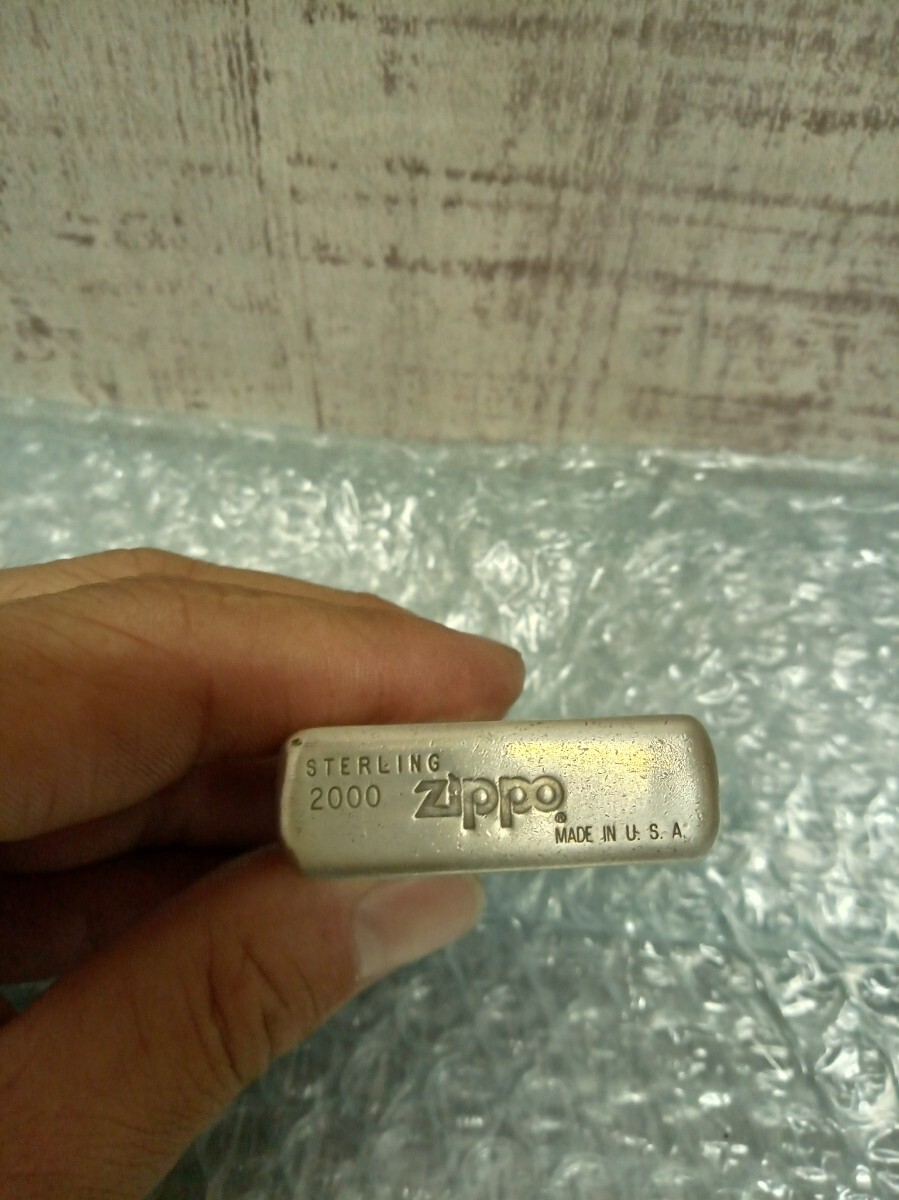 STERLING
2000 Zippo®
MADE IN U. S. A.